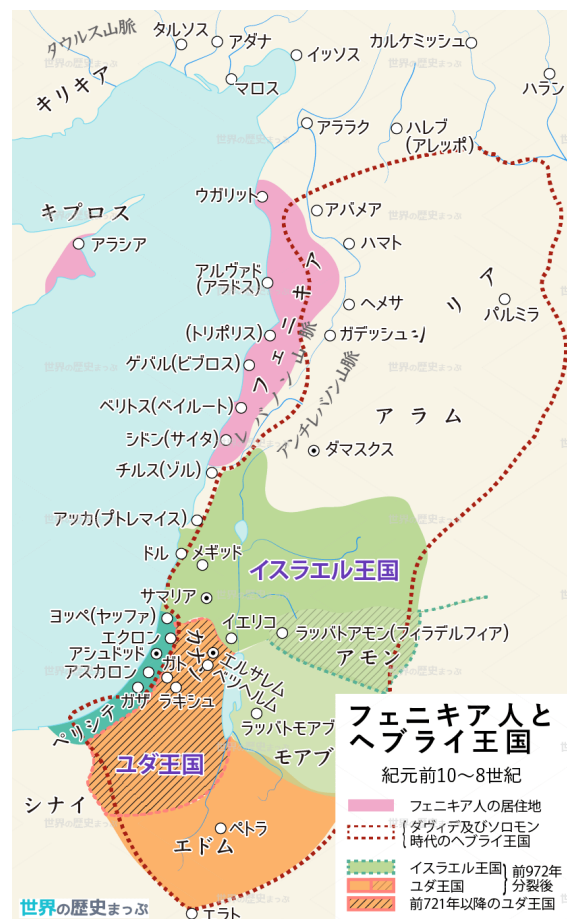 タウルス山脈
タルソス
アダナ
イッソス
カルケミッシュ
キリキア
マロス
ハラン
アララク
ハレブ
(アレッポ)
ウガリット
アバメア
キプロス
アラシア
ハマト
アルヴァド
(アラドス)
フェニキア
シリア
ヘメサ
パルミラ
(トリポリス)
ガデッシュ
ゲバル(ビブロス)
レバノン山脈
アンチレバノン山脈
ベリトス(ベイルート)
アラム
シドン(サイタ)
ダマスクス
チルス(ゾル)
アッカ(プトレマイス)
ドル
メギッド
イスラエル王国
サマリア
ヨッペ(ヤッファ)
カナン
イエリコ
エクロン
ラッバトアモン(フィラデルフィア)
アシュドッド
ガト
エルサレム
アモン
アスカロン
ベツヘルム
ガザ
ラキシュ
ペリシテ
ラッバトモアブ
モアブ
ユダ王国
シナイ
ペトラ
エドム
エラト
フェニキア人と
ヘブライ王国
紀元前10〜8世紀
フェニキア人の居住地
ダヴィデ及びソロモン
時代のヘブライ王国
イスラエル王国
ユダ王国
前972年
分裂後
前721年以降のユダ王国
世界の歴史まっぷ